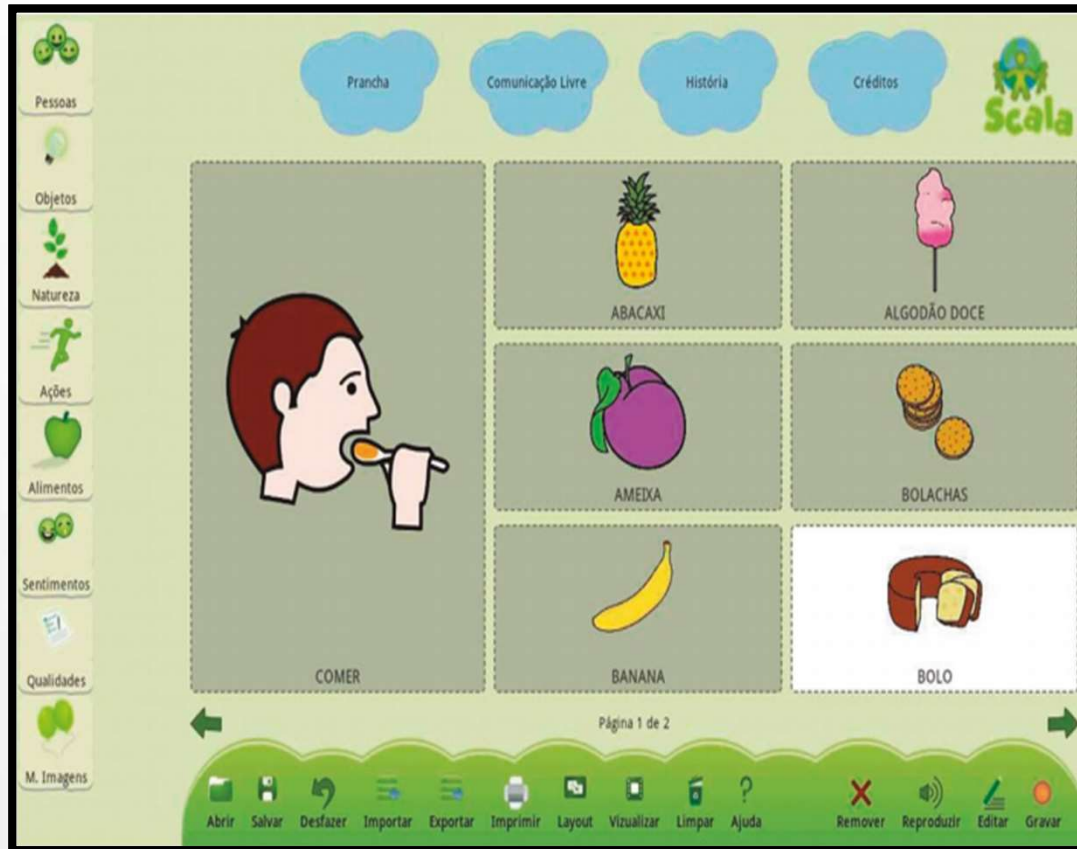 Prancha
Comunicação Livre
História
Créditos
Scala
Pessoas
Objetos
Natureza
Ações
Alimentos
Sentimentos
Qualidades
M. Imagens
COMER
ABACAXI
ALGODÃO DOCE
AMEIXA
BOLACHAS
BANANA
BOLO
Página 1 de 2
Abrir
Salvar
Desfazer
Importar
Exportar
Imprimir
Layout
Vizualizar
Limpar
?
Ajuda
Remover
Reproduzir
Editar
Gravar